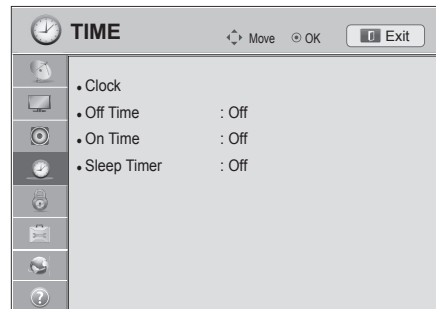 TIME Move OK Exit
• Clock
• Off Time : Off
• On Time : Off
• Sleep Timer : Off
?